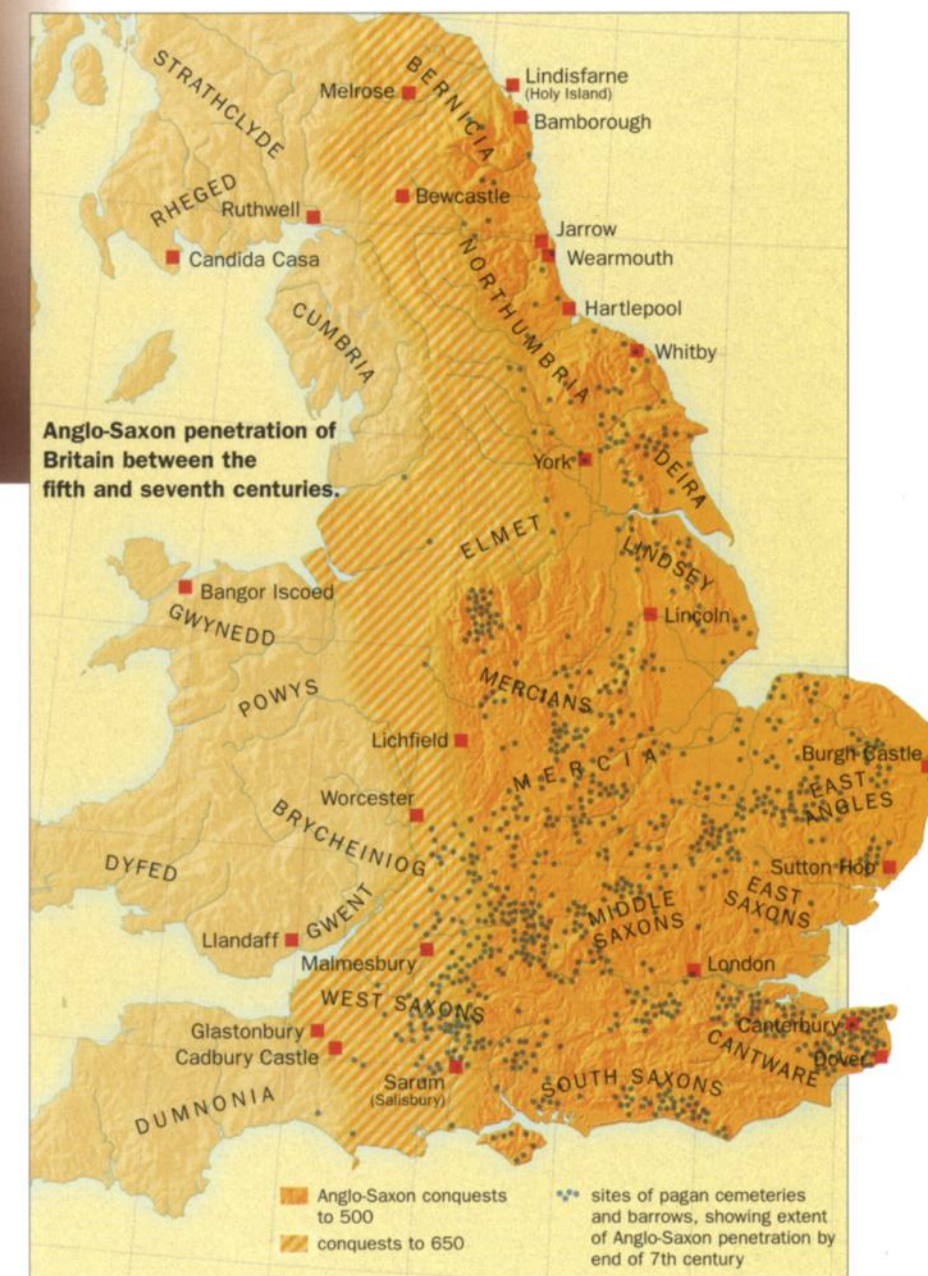 STRATHCLYDE
BERNICIA
Melrose
Lindisfarne
(Holy Island)
Bamborough
RHEGED
Ruthwell
Bewcastle
Candida Casa
Jarrow
Wearmouth
NORTHUMBRIA
Hartlepool
CUMBRIA
Whitby
Anglo-Saxon penetration of
Britain between the
fifth and seventh centuries.
York
DEIRA
ELMET
LINDSEY
Bangor Iscoed
GWYNEDD
Lincoln
POWYS
MERCIANS
Lichfield
MERCIA
Burgh Castle
EAST
ANGLES
Worcester
BRYCHEINIOG
DYFED
Sutton Hoo
EAST
SAXONS
GWENT
MIDDLE
SAXONS
Llandaff
Malmesbury
London
WEST SAXONS
Glastonbury
Cadbury Castle
Canterbury
CANTWARE
Dover
Sarum
(Salisbury)
SOUTH SAXONS
DUMNONIA
Anglo-Saxon conquests
to 500
conquests to 650
sites of pagan cemeteries
and barrows, showing extent
of Anglo-Saxon penetration by
end of 7th century